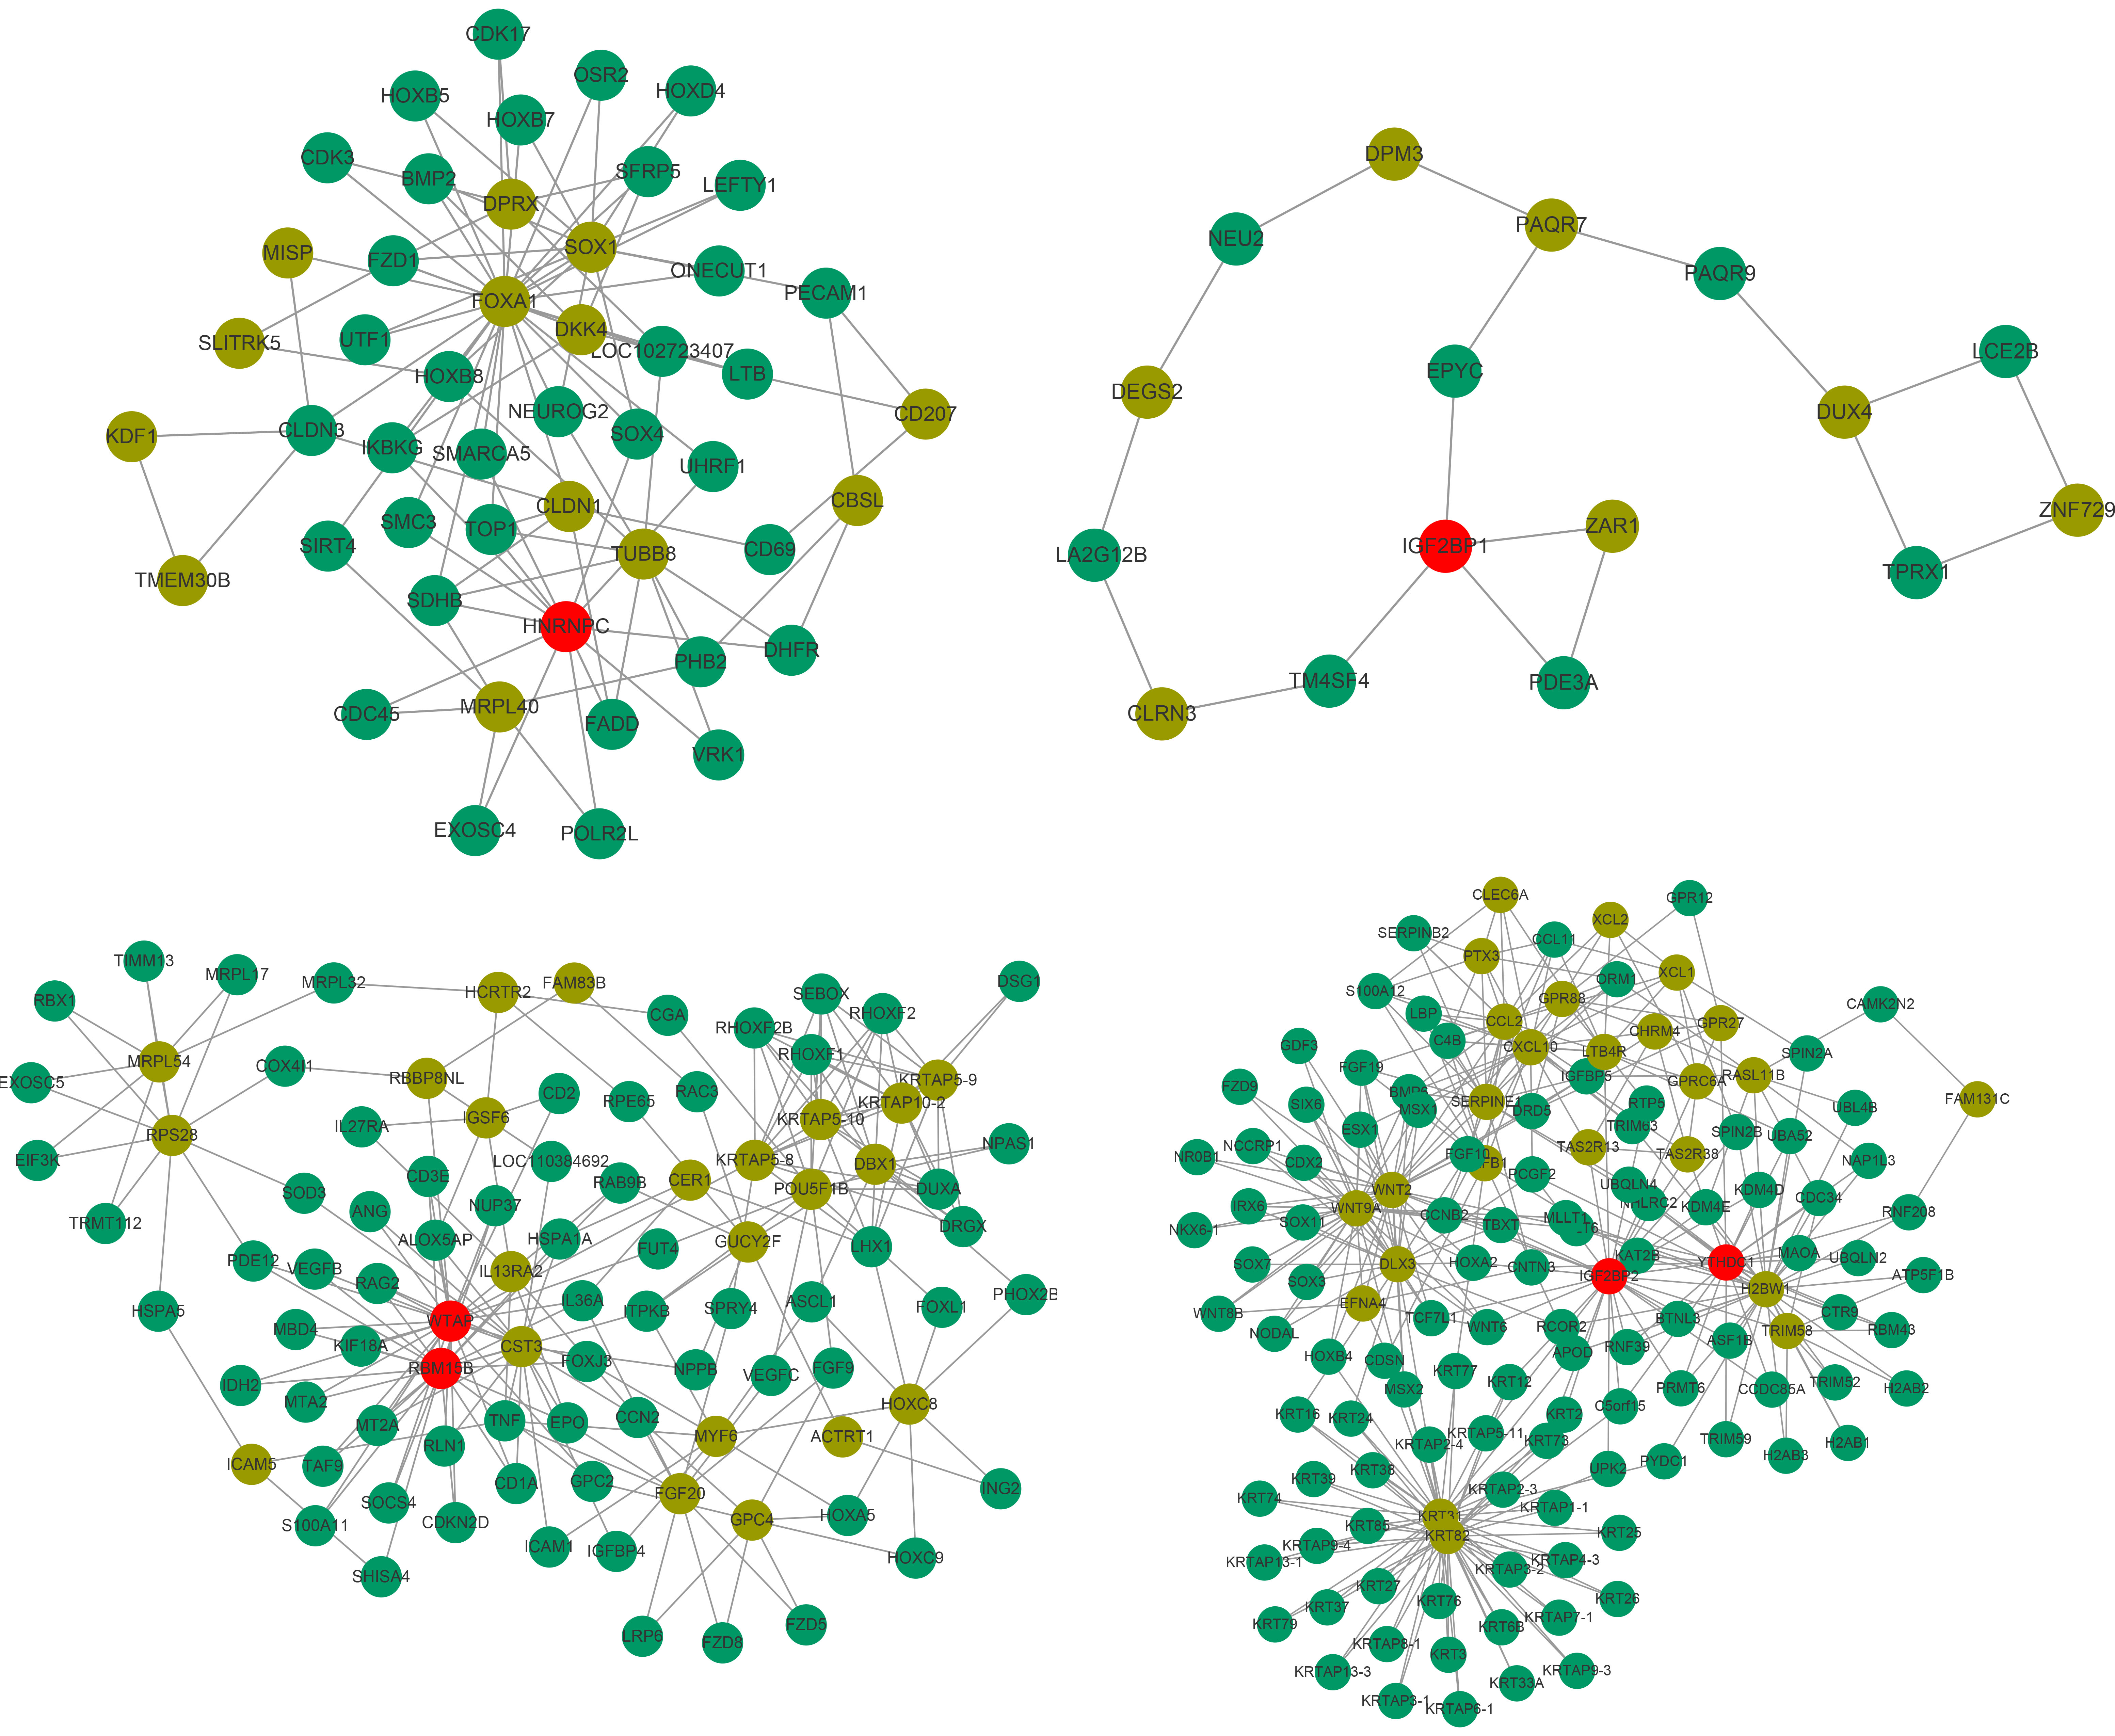 CDK17
OSR2
HOXB5
HOXD4
HOXB7
CDK3
BMP2
SFRP5
LEFTY1
DPRX
SOX1
MISP
FZD1
ONECUT1
PECAM1
FOXA1
DKK4
SLITRK5
UTF1
LOC102723407
HOXB8
LTB
NEUROG2
CD207
KDF1
CLDN3
IKBKG
SMARCA5
SOX4
UHRF1
CLDN1
CBSL
SMC3
TOP1
SIRT4
TUBB8
CD69
TMEM30B
SDHB
HNRNPC
PHB2
DHFR
CDC45
MRPL40
FADD
VRK1
EXOSC4
POLR2L
DPM3
NEU2
PAQR7
PAQR9
LCE2B
EPYC
DEGS2
DUX4
ZNF729
IGF2BP1
ZAR1
LA2G12B
TPRX1
TM4SF4
PDE3A
CLRN3
TIMM13
MRPL17
MRPL32
HCRTR2
FAM83B
DSG1
RBX1
CGA
SEBOX
RHOXF2B
RHOXF2
RHOXF1
MRPL54
COX4I1
RBBP8NL
EXOSC5
CD2
RPE65
RAC3
KRTAP5-9
KRTAP10-2
KRTAP5-10
IGSF6
RPS28
IL27RA
NPAS1
EIF3K
LOC110384692
KRTAP5-8
DBX1
CD3E
RAB9B
CER1
POU5F1B
DUXA
SOD3
ANG
NUP37
TRMT112
DRGX
ALOX5AP
HSPA1A
FUT4
GUCY2F
LHX1
PDE12
VEGFB
RAG2
IL13RA2
PHOX2B
HSPA5
IL36A
ITPKB
SPRY4
ASCL1
FOXL1
MBD4
WTAP
KIF18A
CST3
RBM15B
FOXJ3
NPPB
VEGFC
FGF9
IDH2
MTA2
HOXC8
MT2A
TNF
EPO
CCN2
MYF6
ACTRT1
RLN1
ICAM5
TAF9
CD1A
GPC2
FGF20
ING2
SOCS4
S100A11
CDKN2D
GPC4
HOXA5
ICAM1
IGFBP4
HOXC9
SHISA4
LRP6
FZD8
FZD5
CLEC6A
GPR12
XCL2
SERPINB2
CCL11
PTX3
XCL1
ORM1
S100A12
GPR88
CAMK2N2
LBP
CCL2
GPR27
CHRM4
C4B
CXCL10
LTB4R
SPIN2A
GDF3
FGF19
IGFBP5
GPRC6A
RASL11B
FZD9
MSX1
SERPINE1
DRD5
RTP5
UBL4B
FAM131C
SIX6
ESX1
TRIM63
SPIN2B
UBA52
NCCRP1
TAS2R13
TAS2R38
NR0B1
CDX2
FGF10
NAP1L3
PCGF2
UBQLN4
KDM4D
CDC34
WNT2
WNT9A
IRX6
NHLRC2
KDM4E
NKX6-1
SOX11
CCNB2
TBXT
MLLT1
RNF208
SOX7
DLX3
HOXA2
CNTN3
KAT2B
MAOA
UBQLN2
YTHDC1
IGF2BP2
H2BW1
ATP5F1B
SOX3
EFNA4
WNT8B
NODAL
TCF7L1
WNT6
RCOR2
BTNL3
CTR9
RBM43
TRIM58
HOXB4
CDSN
APOD
RNF39
ASF1B
KRT77
MSX2
KRT12
PRMT6
CCDC85A
TRIM52
H2AB2
KRT16
KRT24
KRT2
C5orf15
KRTAP5-11
KRTAP2-4
KRT73
TRIM59
H2AB3
H2AB1
KRT39
KRT38
UPK2
PYDC1
KRT74
KRTAP2-3
KRTAP1-1
KRT31
KRT85
KRT82
KRT25
KRTAP9-4
KRTAP13-1
KRTAP3-2
KRTAP4-3
KRT27
KRT76
KRT26
KRT79
KRT37
KRT6B
KRTAP7-1
KRTAP8-1
KRT3
KRTAP13-3
KRT33A
KRTAP9-3
KRTAP3-1
KRTAP6-1